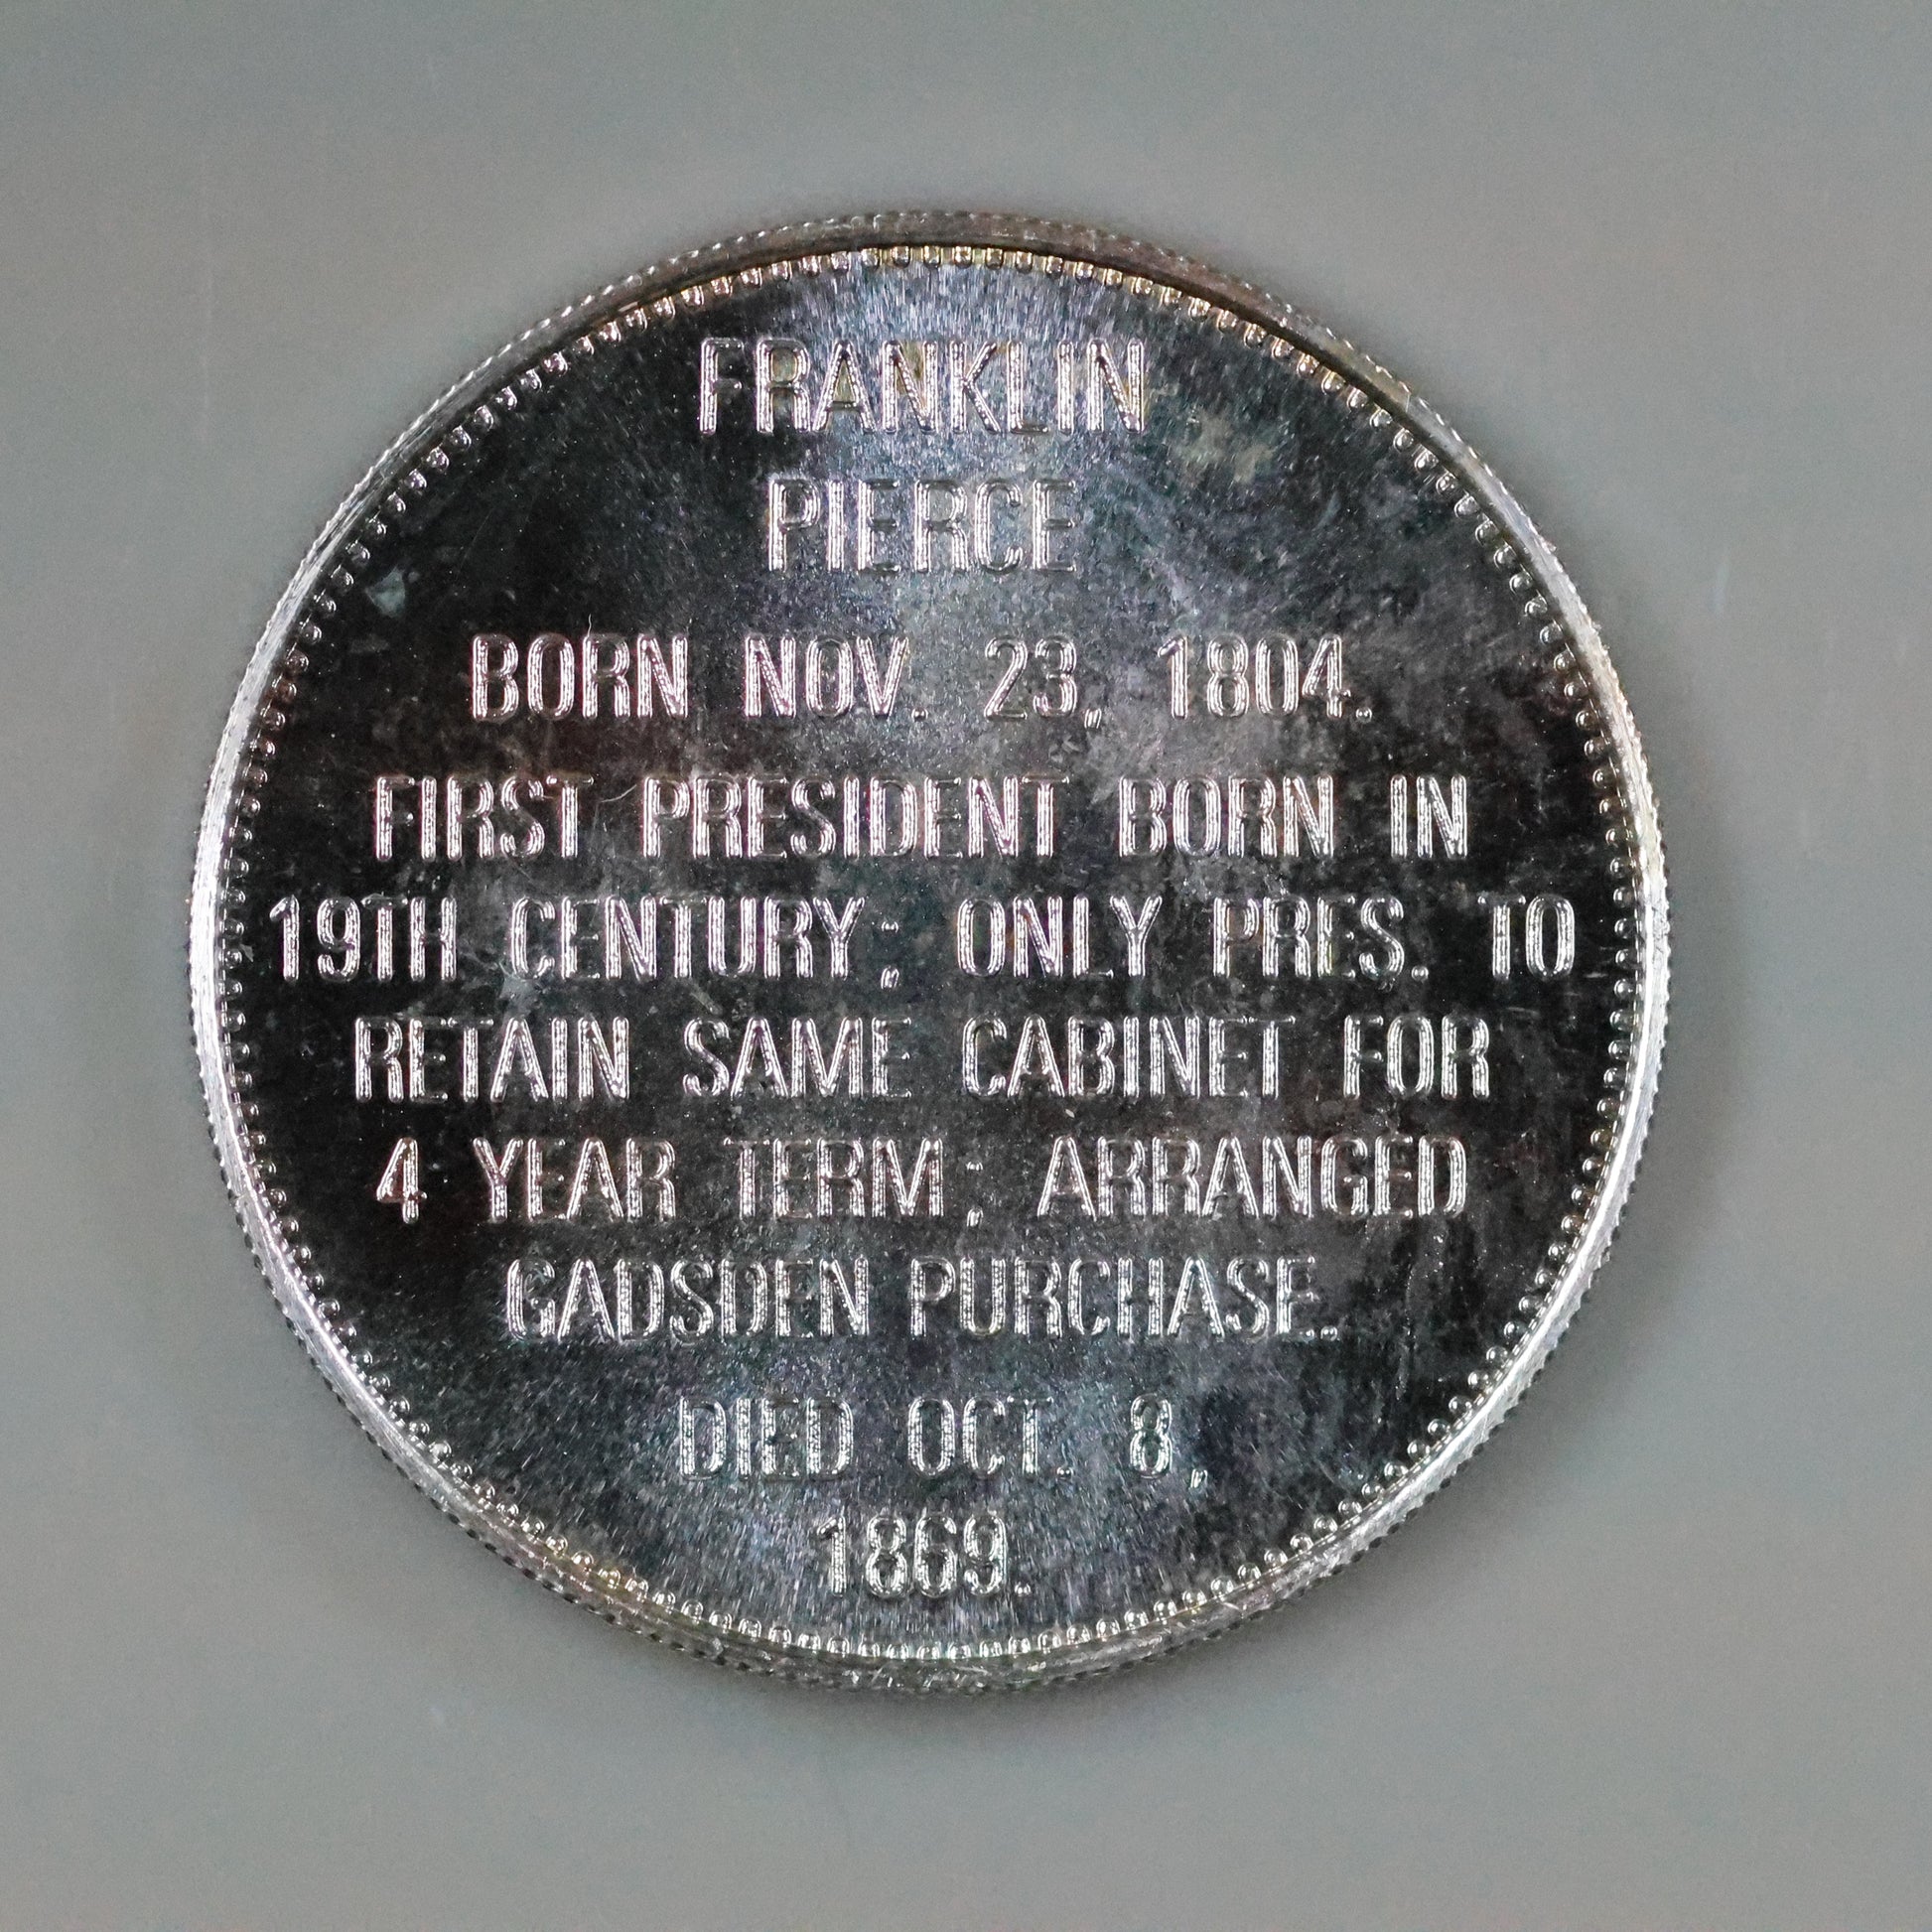 FRANKLIN
PIERCE
BORN NOV. 23, 1804.
FIRST PRESIDENT BORN IN
19TH CENTURY; ONLY PRES. TO
RETAIN SAME CABINET FOR
4 YEAR TERM; ARRANGED
GADSDEN PURCHASE.
DIED OCT. 8,
1869.